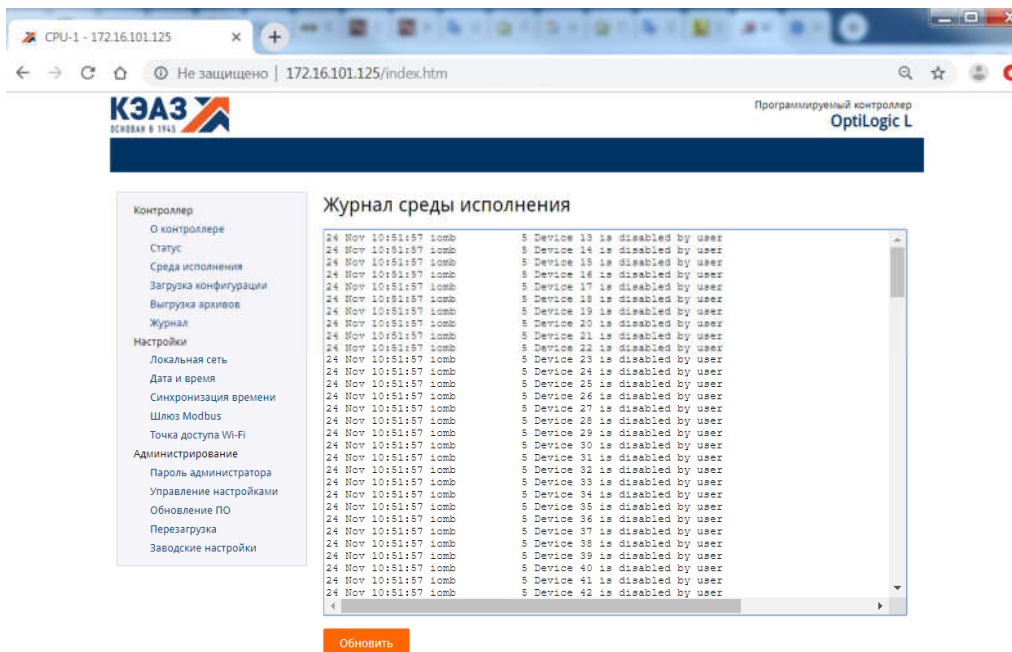 CPU-1 - 172.16.101.125
Не защищено | 172.16.101.125/index.htm
КЭАЗ
ОСНОВАН В 1945
Программируемый контроллер
OptiLogic L
Контроллер
О контроллере
Статус
Среда исполнения
Загрузка конфигурации
Выгрузка архивов
Журнал
Настройки
Локальная сеть
Дата и время
Синхронизация времени
Шлюз Modbus
Точка доступа Wi-Fi
Администрирование
Пароль администратора
Управление настройками
Обновление ПО
Перезагрузка
Заводские настройки
Журнал среды исполнения
24 Nov 10:51:57 iomb 5 Device 13 is disabled by user
24 Nov 10:51:57 iomb 5 Device 14 is disabled by user
24 Nov 10:51:57 iomb 5 Device 15 is disabled by user
24 Nov 10:51:57 iomb 5 Device 16 is disabled by user
24 Nov 10:51:57 iomb 5 Device 17 is disabled by user
24 Nov 10:51:57 iomb 5 Device 18 is disabled by user
24 Nov 10:51:57 iomb 5 Device 19 is disabled by user
24 Nov 10:51:57 iomb 5 Device 20 is disabled by user
24 Nov 10:51:57 iomb 5 Device 21 is disabled by user
24 Nov 10:51:57 iomb 5 Device 22 is disabled by user
24 Nov 10:51:57 iomb 5 Device 23 is disabled by user
24 Nov 10:51:57 iomb 5 Device 24 is disabled by user
24 Nov 10:51:57 iomb 5 Device 25 is disabled by user
24 Nov 10:51:57 iomb 5 Device 26 is disabled by user
24 Nov 10:51:57 iomb 5 Device 27 is disabled by user
24 Nov 10:51:57 iomb 5 Device 28 is disabled by user
24 Nov 10:51:57 iomb 5 Device 29 is disabled by user
24 Nov 10:51:57 iomb 5 Device 30 is disabled by user
24 Nov 10:51:57 iomb 5 Device 31 is disabled by user
24 Nov 10:51:57 iomb 5 Device 32 is disabled by user
24 Nov 10:51:57 iomb 5 Device 33 is disabled by user
24 Nov 10:51:57 iomb 5 Device 34 is disabled by user
24 Nov 10:51:57 iomb 5 Device 35 is disabled by user
24 Nov 10:51:57 iomb 5 Device 36 is disabled by user
24 Nov 10:51:57 iomb 5 Device 37 is disabled by user
24 Nov 10:51:57 iomb 5 Device 38 is disabled by user
24 Nov 10:51:57 iomb 5 Device 39 is disabled by user
24 Nov 10:51:57 iomb 5 Device 40 is disabled by user
24 Nov 10:51:57 iomb 5 Device 41 is disabled by user
24 Nov 10:51:57 iomb 5 Device 42 is disabled by user
Обновить